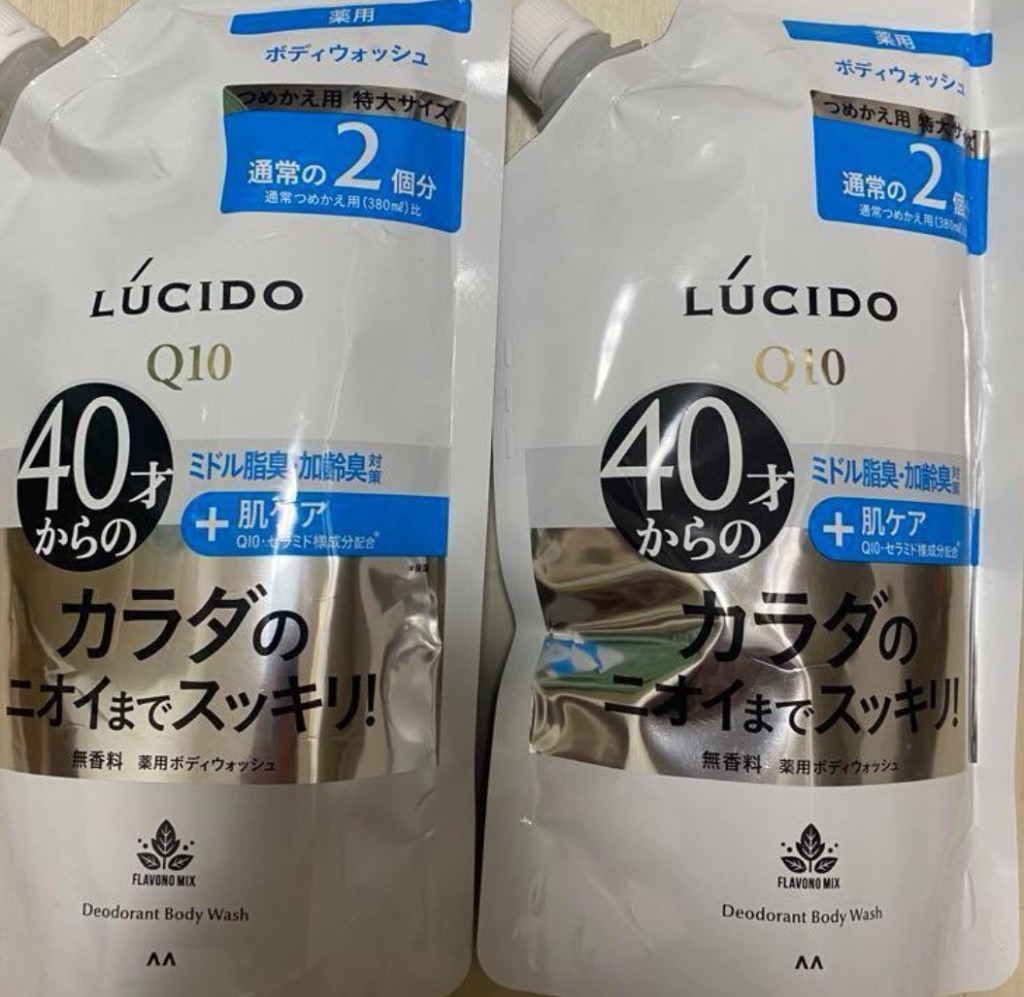 薬用
ボディウォッシュ
つめかえ用 特大サイズ
通常の2個分
通常つめかえ用(380mℓ)比
LÚCIDO
Q10
40才
からの
ミドル脂臭・加齢臭対策
+肌ケア
Q10・セラミド様成分配合*
*保湿
カラダの
ニオイまでスッキリ!
無香料 薬用ボディウォッシュ
FLAVONO MIX
Deodorant Body Wash
薬用
ボディウォッシュ
つめかえ用 特大サイズ
通常の2個
通常つめかえ用(380mℓ)
LÚCIDO
Q10
40才
からの
ミドル脂臭・加齢臭対策
+肌ケア
Q10・セラミド様成分配合*
カラダの
ニオイまでスッキリ!
無香料 薬用ボディウォッシュ
FLAVONO MIX
Deodorant Body Wash